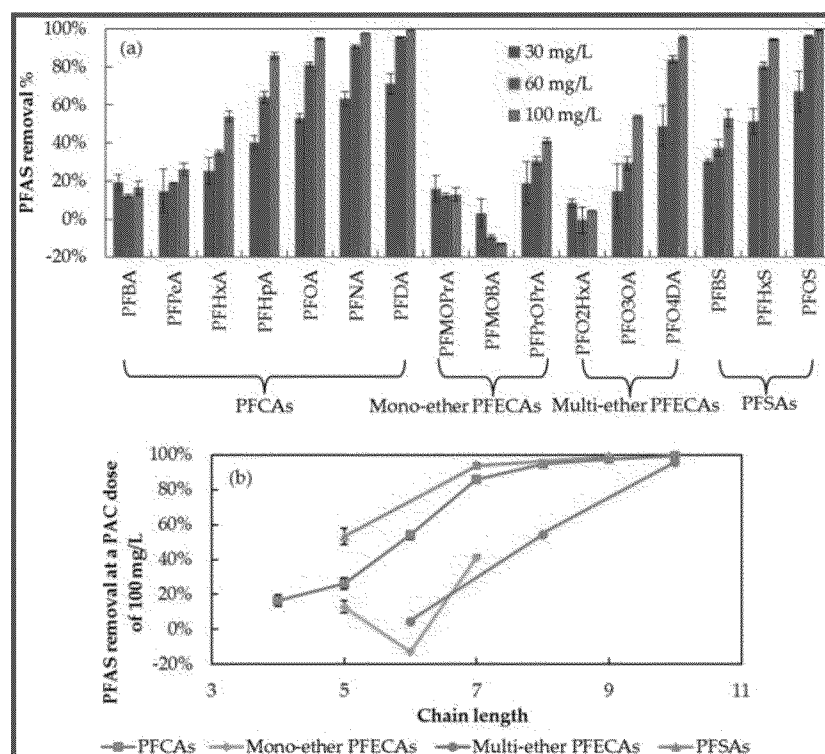 100%
(a)
80%
30 mg/L
60%
60 mg/L
40%
100 mg/L
20%
0%
-20%
PFAS removal %
PFBA
PFPeA
PFHxA
PFHpA
PFOA
PFNA
PFDA
PFMOPrA
PFMOBA
PFPrOPrA
PFO2HxA
PFO3OA
PFO4DA
PFBS
PFHxS
PFOS
PFCAs Mono-ether PFECAs Multi-ether PFECAs PFSAs
PFAS removal at a PAC dose
of 100 mg/L
100%
(b)
80%
60%
40%
20%
0%
-20%
3 5 7 9 11
Chain length
PFCAs Mono-ether PFECAs Multi-ether PFECAs PFSAs